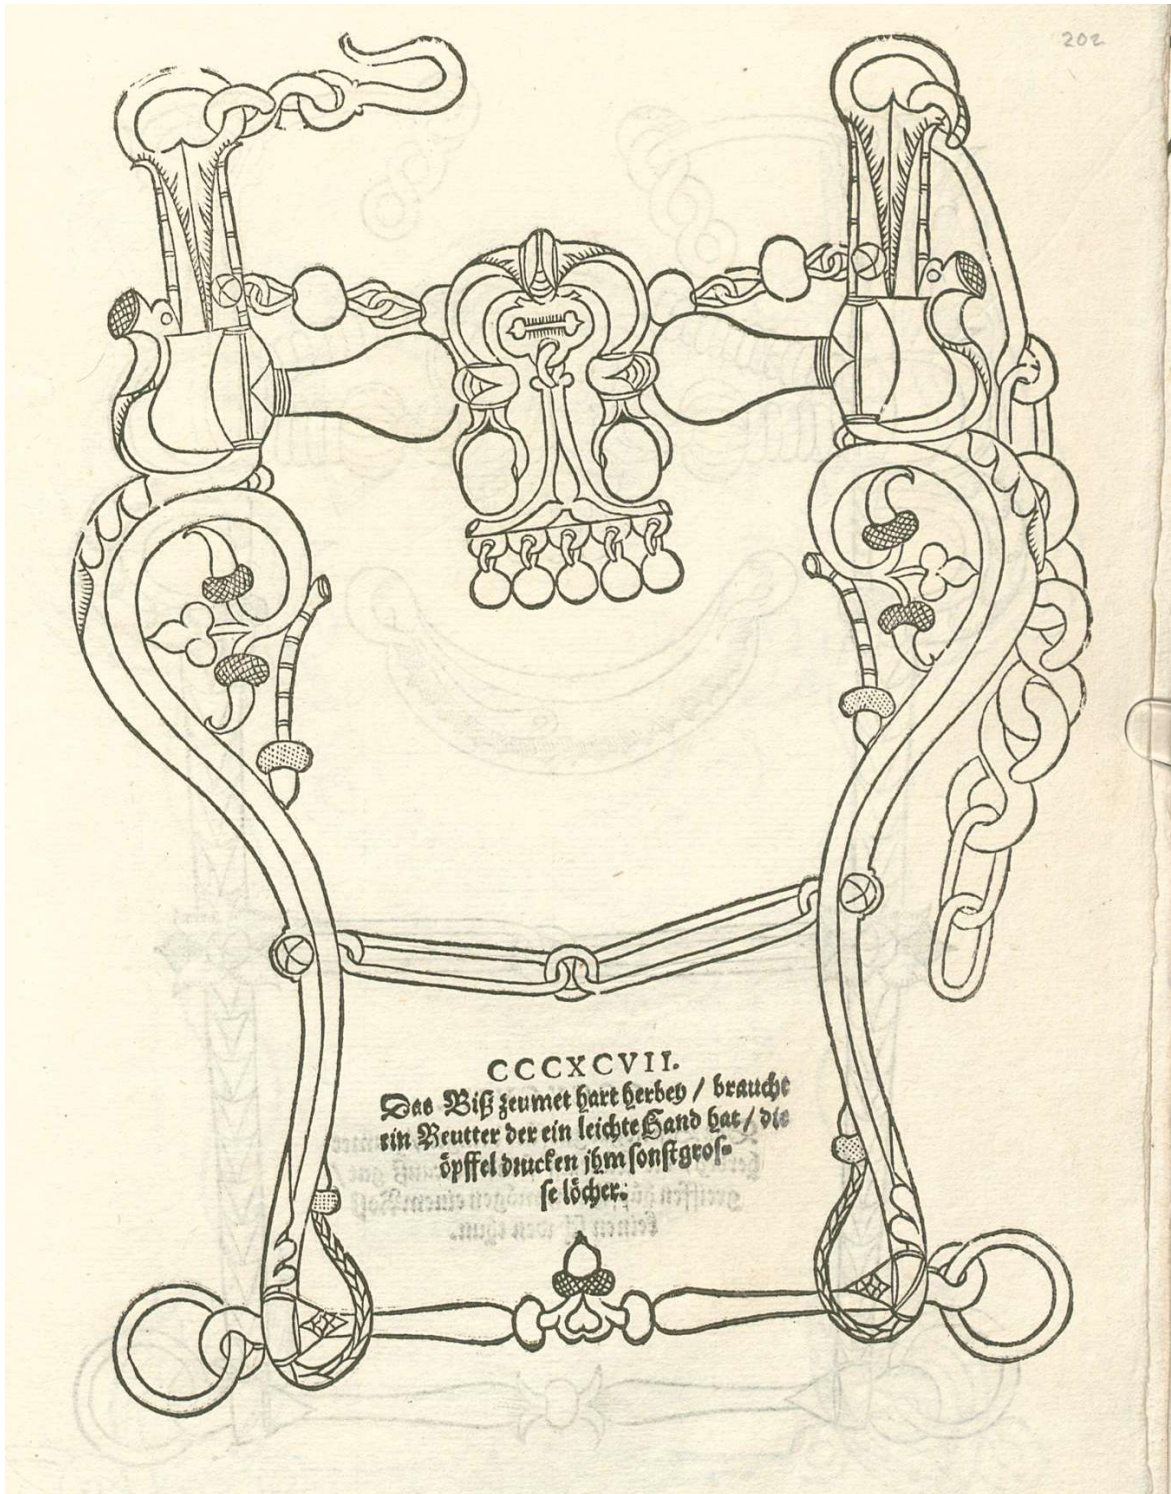 202
CCCXCVII.
Das Biß zeumet hart herbey / brauche
ein Reutter der ein leichte Hand hat / die
öpffel drucken jhm sonst gros⸗
se löcher.